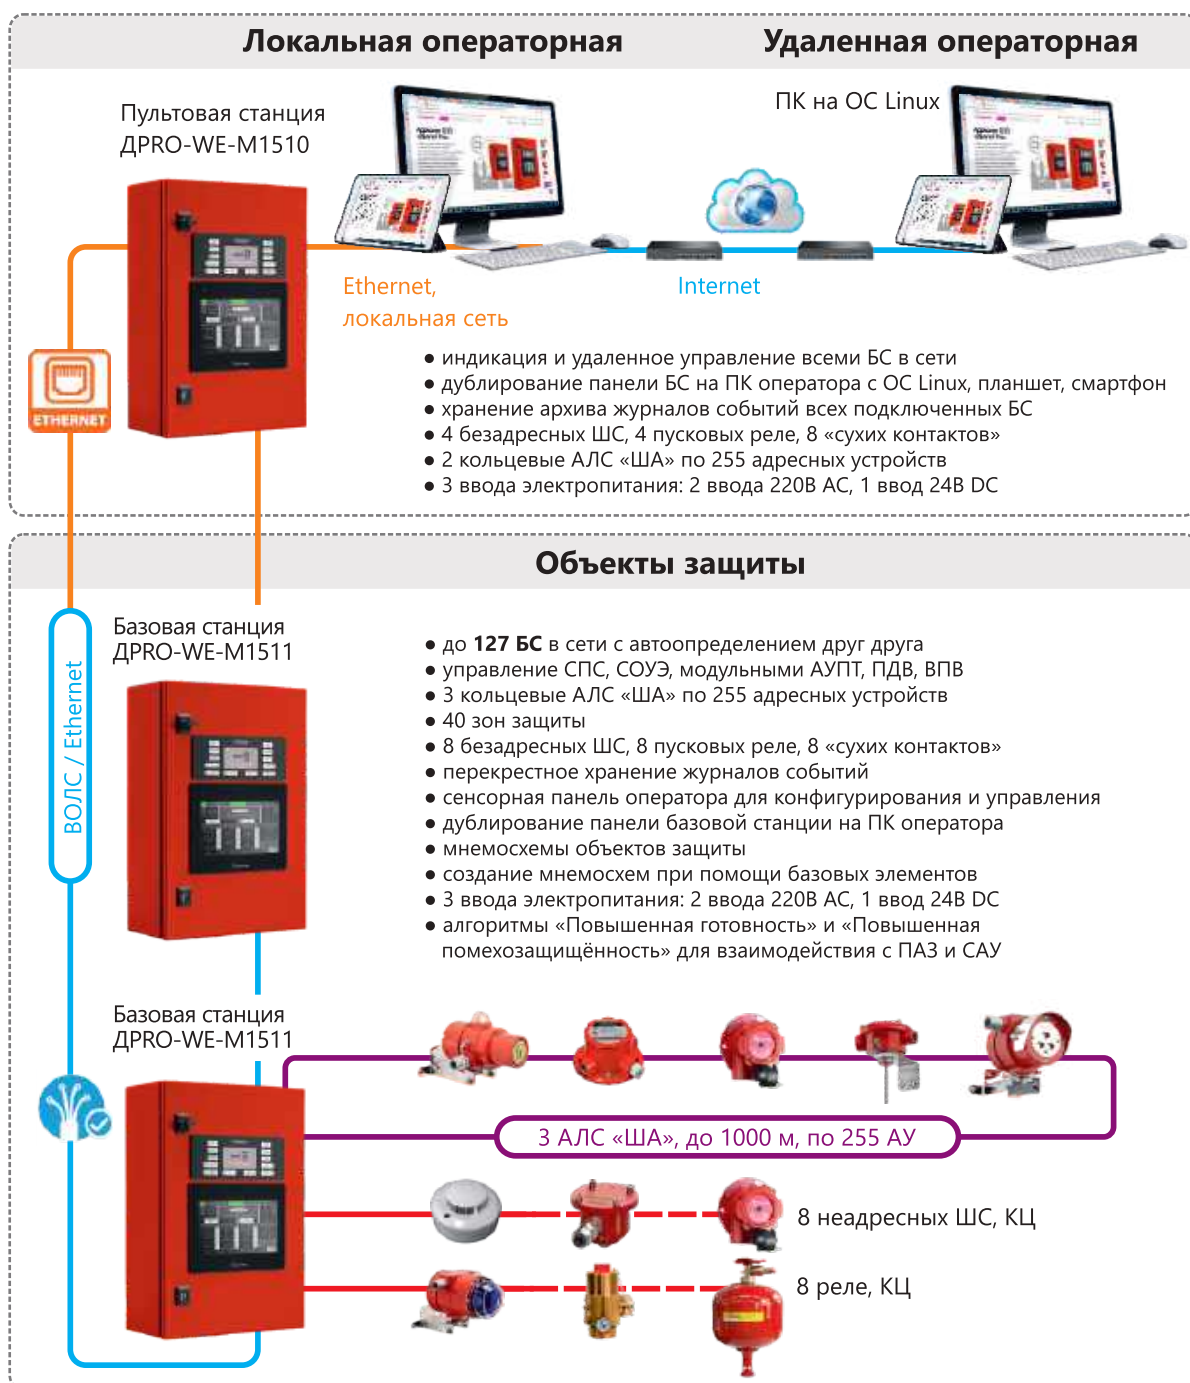 Локальная операторная
Удаленная операторная
Пультовая станция
ДPRO-WE-M1510
ПК на ОС Linux
Ethernet,
локальная сеть
Internet
ETHERNET
● индикация и удаленное управление всеми БС в сети
● дублирование панели БС на ПК оператора с ОС Linux, планшет, смартфон
● хранение архива журналов событий всех подключенных БС
● 4 безадресных ШС, 4 пусковых реле, 8 «сухих контактов»
● 2 кольцевые АЛС «ША» по 255 адресных устройств
● 3 ввода электропитания: 2 ввода 220В AC, 1 ввод 24В DC
Объекты защиты
Базовая станция
ДPRO-WE-M1511
ВОЛС / Ethernet
● до 127 БС в сети с автоопределением друг друга
● управление СПС, СОУЭ, модульными АУПТ, ПДВ, ВПВ
● 3 кольцевые АЛС «ША» по 255 адресных устройств
● 40 зон защиты
● 8 безадресных ШС, 8 пусковых реле, 8 «сухих контактов»
● перекрестное хранение журналов событий
● сенсорная панель оператора для конфигурирования и управления
● дублирование панели базовой станции на ПК оператора
● мнемосхемы объектов защиты
● создание мнемосхем при помощи базовых элементов
● 3 ввода электропитания: 2 ввода 220В AC, 1 ввод 24В DC
● алгоритмы «Повышенная готовность» и «Повышенная
помехозащищённость» для взаимодействия с ПАЗ и САУ
Базовая станция
ДPRO-WE-M1511
3 АЛС «ША», до 1000 м, по 255 АУ
8 неадресных ШС, КЦ
8 реле, КЦ